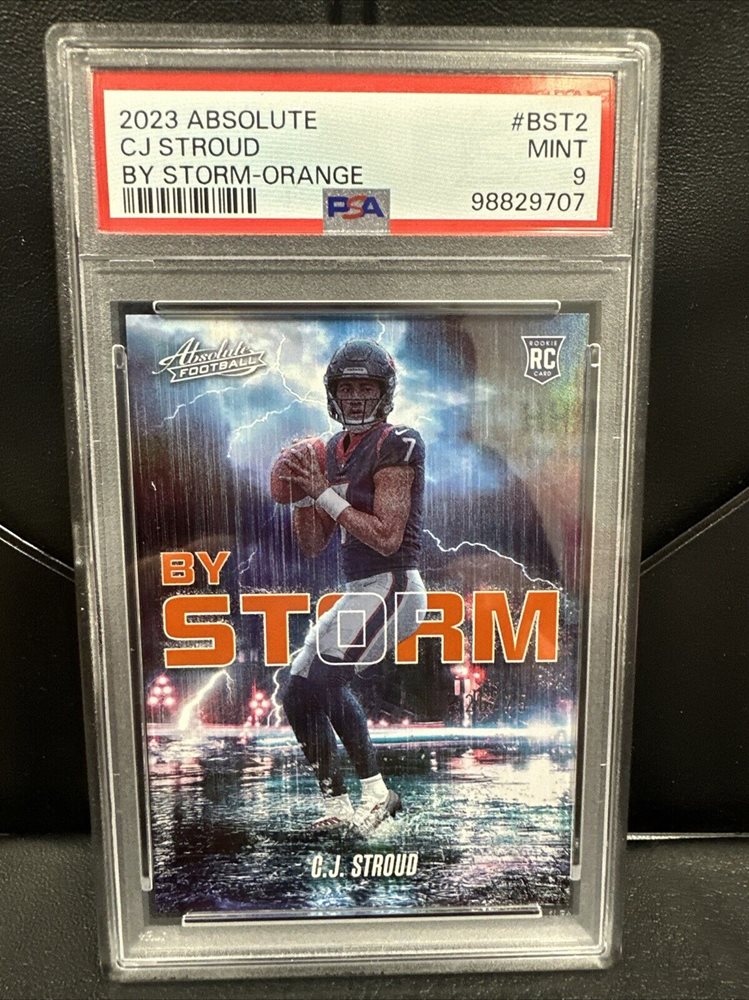 2023 ABSOLUTE #BST2
CJ STROUD MINT
BY STORM-ORANGE 9
PSA 98829707
Absolute
FOOTBALL
ROOKIE
RC
CARD
7
7
BY
STORM
C.J. STROUD